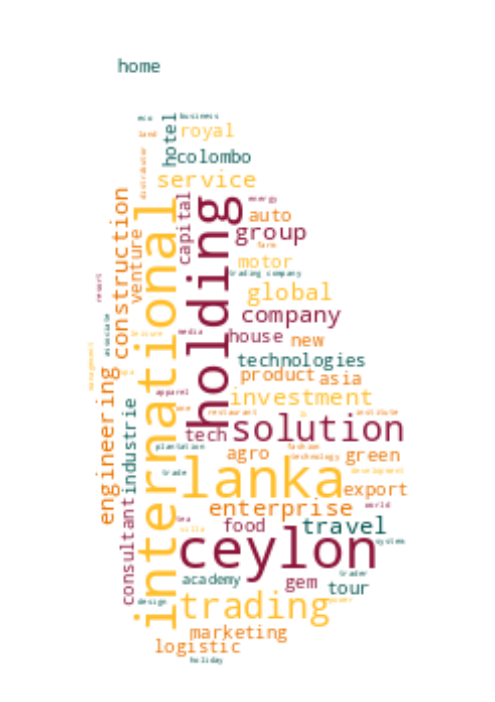 home
eco
business
land
hotel
royal
distributor
colombo
service
construction
international
capital
holding
energy
auto
group
farm
venture
motor
trading company
resort
global
company
associate
media
house
new
leisure
technologies
management
product
asia
engineering
apparel
investment
industrie
restaurant
institute
tech
solution
plantation
agro
fashion
technology
green
trade
lanka
development
export
consultant
enterprise
world
tea
villa
food
travel
ceylon
system
academy
gem
trader
tour
design
trading
power
marketing
logistic
holiday